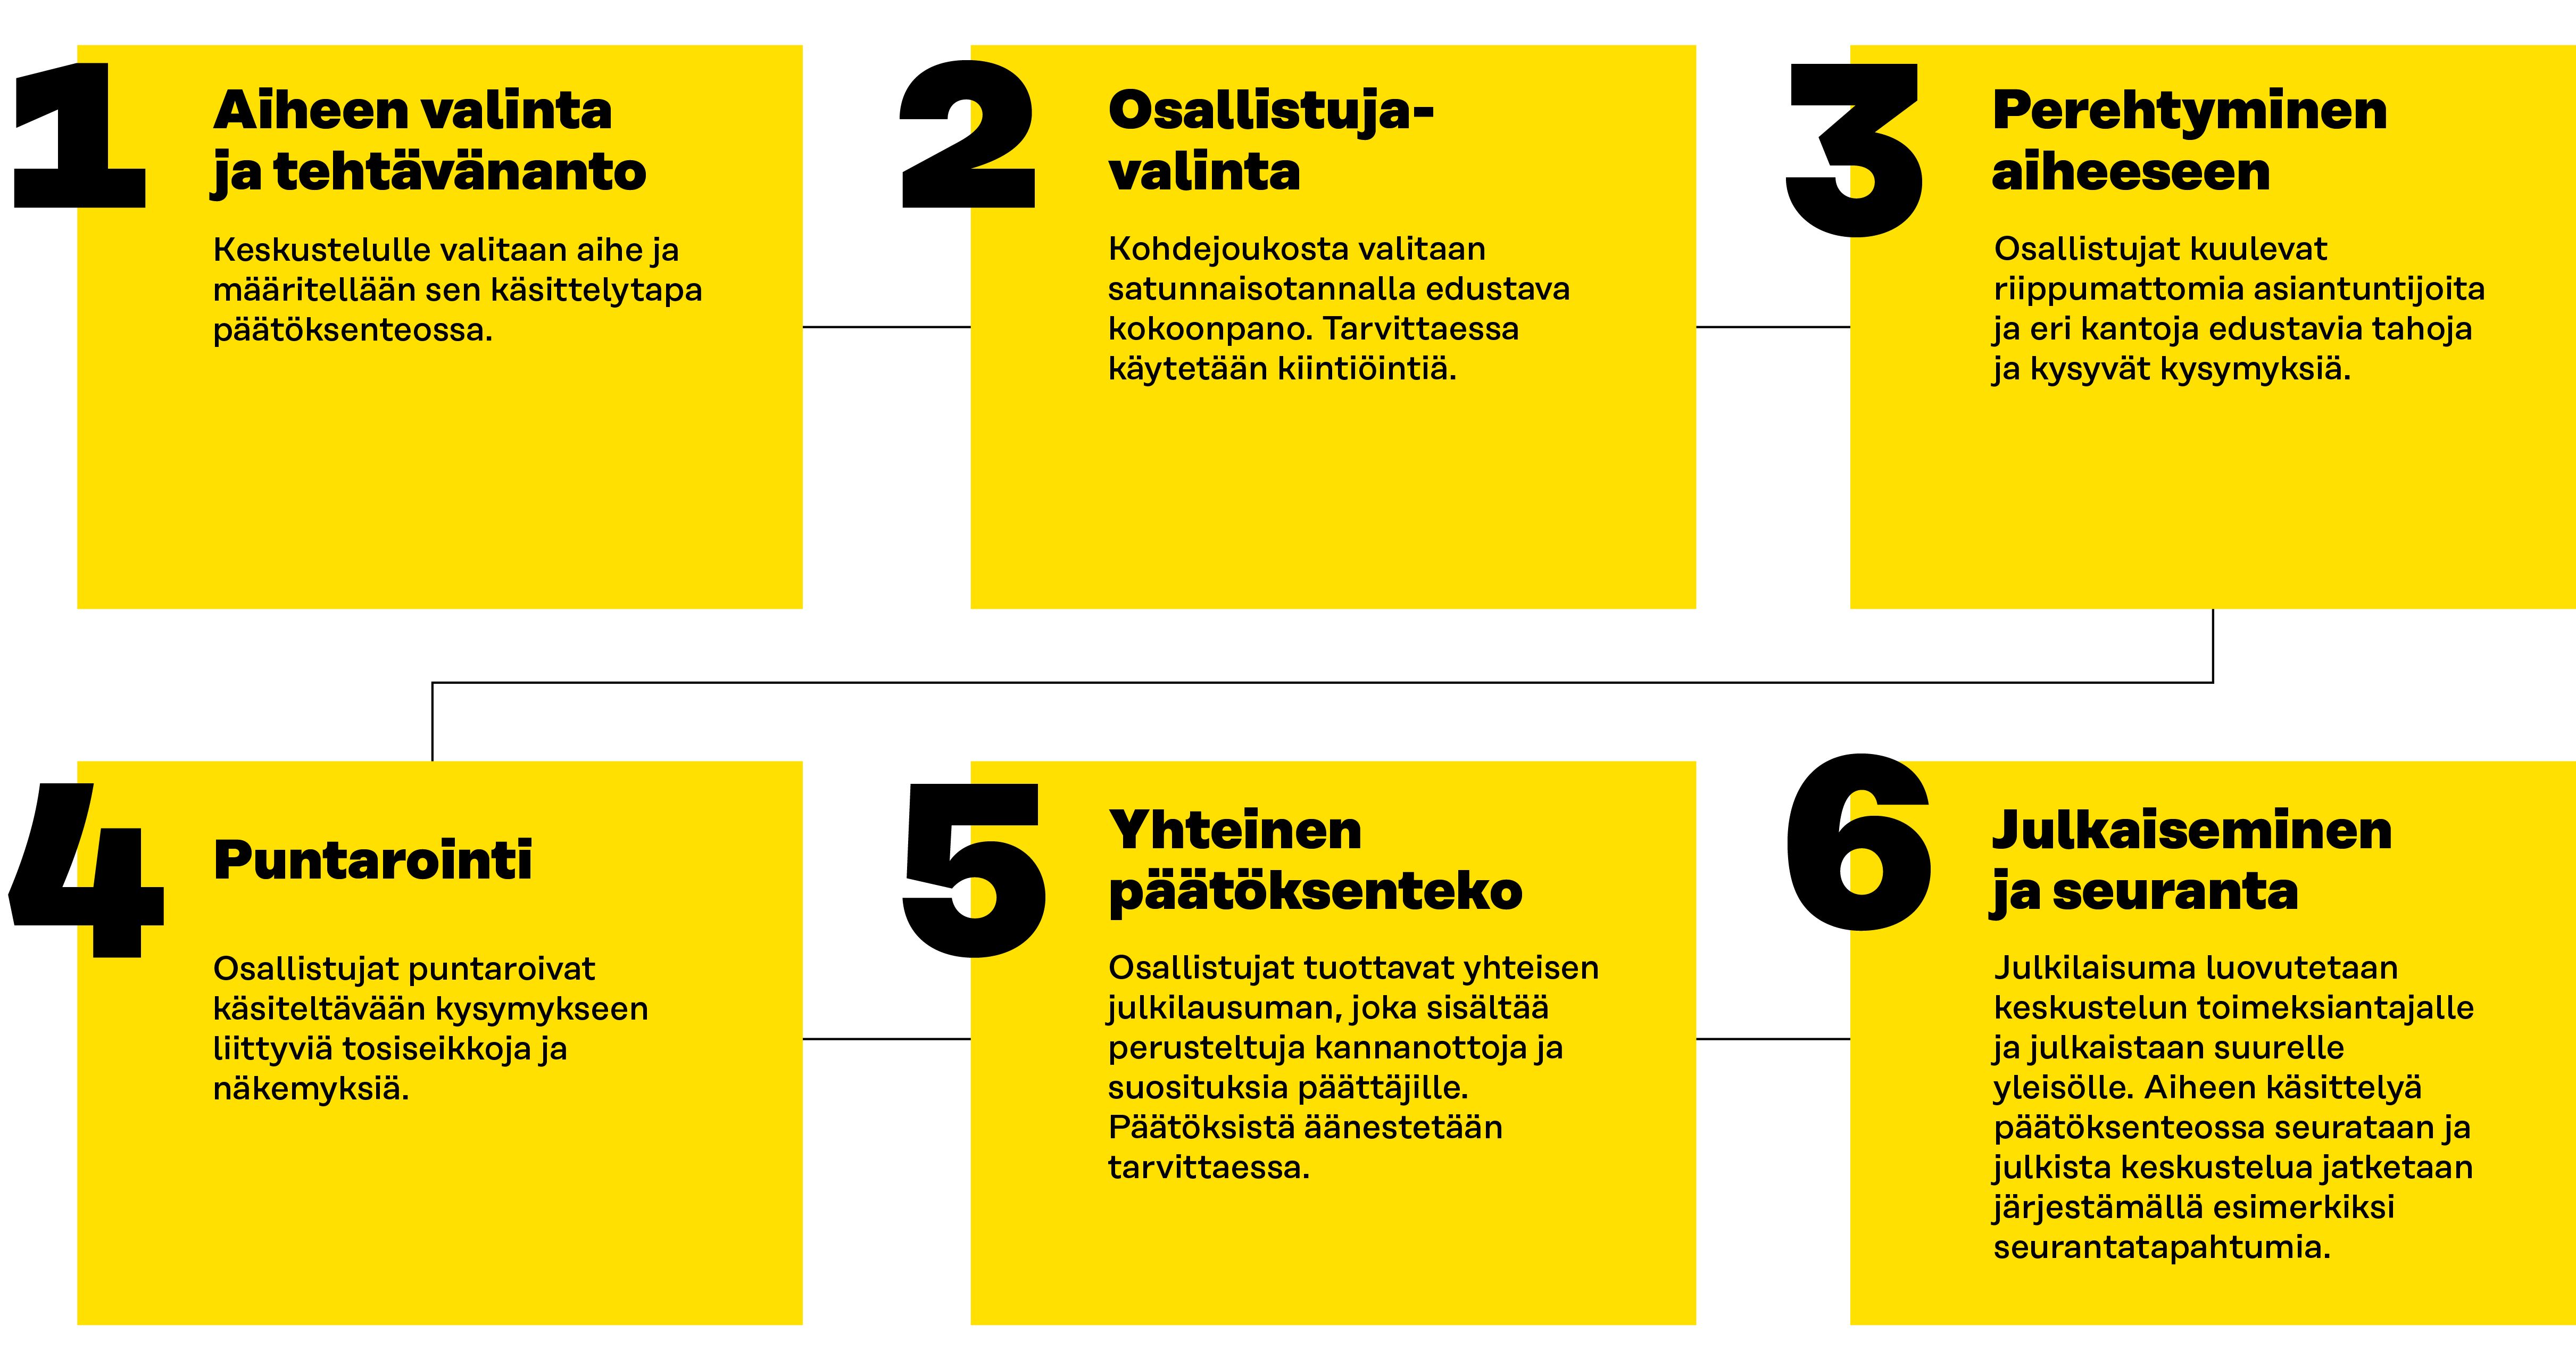 1
Aiheen valinta
ja tehtävänanto
Keskustelulle valitaan aihe ja
määritellään sen käsittelytapa
päätöksenteossa.
2
Osallistuja-
valinta
Kohdejoukosta valitaan
satunnaisotannalla edustava
kokoonpano. Tarvittaessa
käytetään kiintiöintiä.
3
Perehtyminen
aiheeseen
Osallistujat kuulevat
riippumattomia asiantuntijoita
ja eri kantoja edustavia tahoja
ja kysyvät kysymyksiä.
4
Puntarointi
Osallistujat puntaroivat
käsiteltävään kysymykseen
liittyviä tosiseikkoja ja
näkemyksiä.
5
Yhteinen
päätöksenteko
Osallistujat tuottavat yhteisen
julkilausuman, joka sisältää
perusteltuja kannanottoja ja
suosituksia päättäjille.
Päätöksistä äänestetään
tarvittaessa.
6
Julkaiseminen
ja seuranta
Julkilaisuma luovutetaan
keskustelun toimeksiantajalle
ja julkaistaan suurelle
yleisölle. Aiheen käsittelyä
päätöksenteossa seurataan ja
julkista keskustelua jatketaan
järjestämällä esimerkiksi
seurantatapahtumia.